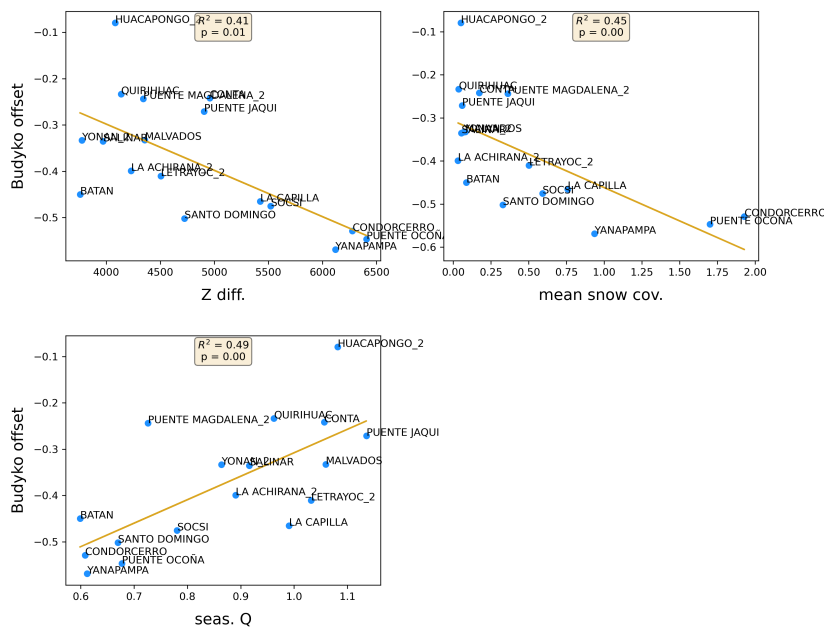 HUACAPONGO_2
R² = 0.41
p = 0.01
QUIRIHUAC
PUENTE MAGDALENA_2
CONTA
PUENTE JAQUI
YONAN_2
SALINAR
MALVADOS
LA ACHIRANA_2
LETRAYOC_2
BATAN
LA CAPILLA
SOCSI
SANTO DOMINGO
CONDORCERRO
PUENTE OCOÑA
YANAPAMPA
−0.1
−0.2
−0.3
−0.4
−0.5
Budyko offset
4000 4500 5000 5500 6000 6500
Z diff.
HUACAPONGO_2
R² = 0.45
p = 0.00
QUIRIHUAC
CONTA
PUENTE MAGDALENA_2
PUENTE JAQUI
LA ACHIRANA_2
LETRAYOC_2
BATAN
LA CAPILLA
SOCSI
SANTO DOMINGO
CONDORCERRO
PUENTE OCOÑA
YANAPAMPA
−0.1
−0.2
−0.3
−0.4
−0.5
−0.6
0.00 0.25 0.50 0.75 1.00 1.25 1.50 1.75 2.00
mean snow cov.
R² = 0.49
p = 0.00
HUACAPONGO_2
PUENTE MAGDALENA_2
QUIRIHUAC
CONTA
PUENTE JAQUI
YONAN_2
SALINAR
MALVADOS
LA ACHIRANA_2
LETRAYOC_2
BATAN
LA CAPILLA
SOCSI
SANTO DOMINGO
CONDORCERRO
PUENTE OCOÑA
YANAPAMPA
−0.1
−0.2
−0.3
−0.4
−0.5
Budyko offset
0.6 0.7 0.8 0.9 1.0 1.1
seas. Q